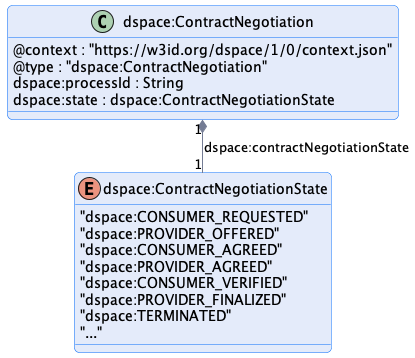 C dspace:ContractNegotiation
@context : "https://w3id.org/dspace/1/0/context.json"
@type : "dspace:ContractNegotiation"
dspace:processId : String
dspace:state : dspace:ContractNegotiationState
1
dspace:contractNegotiationState
1
E dspace:ContractNegotiationState
"dspace:CONSUMER_REQUESTED"
"dspace:PROVIDER_OFFERED"
"dspace:CONSUMER_AGREED"
"dspace:PROVIDER_AGREED"
"dspace:CONSUMER_VERIFIED"
"dspace:PROVIDER_FINALIZED"
"dspace:TERMINATED"
"..."